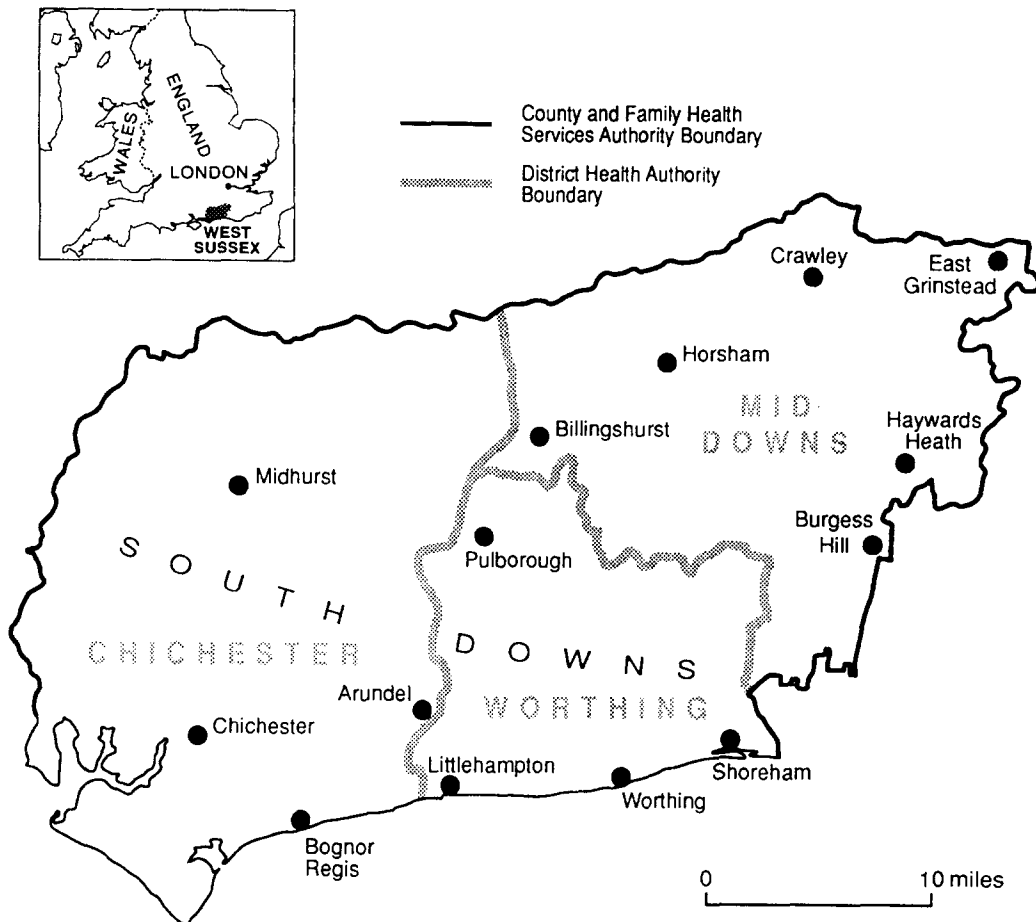 ENGLAND
WALES
LONDON
WEST
SUSSEX
County and Family Health
Services Authority Boundary
District Health Authority
Boundary
Crawley
East
Grinstead
Horsham
MID
DOWNS
Billingshurst
Haywards
Heath
Midhurst
Burgess
Hill
Pulborough
SOUTH
DOWNS
CHICHESTER
WORTHING
Arundel
Chichester
Littlehampton
Shoreham
Worthing
Bognor
Regis
0 10 miles